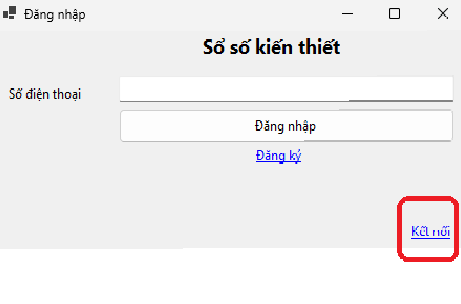 Đăng nhập
Sổ số kiến thiết
Số điện thoại
Đăng nhập
Đăng ký
Kết nối